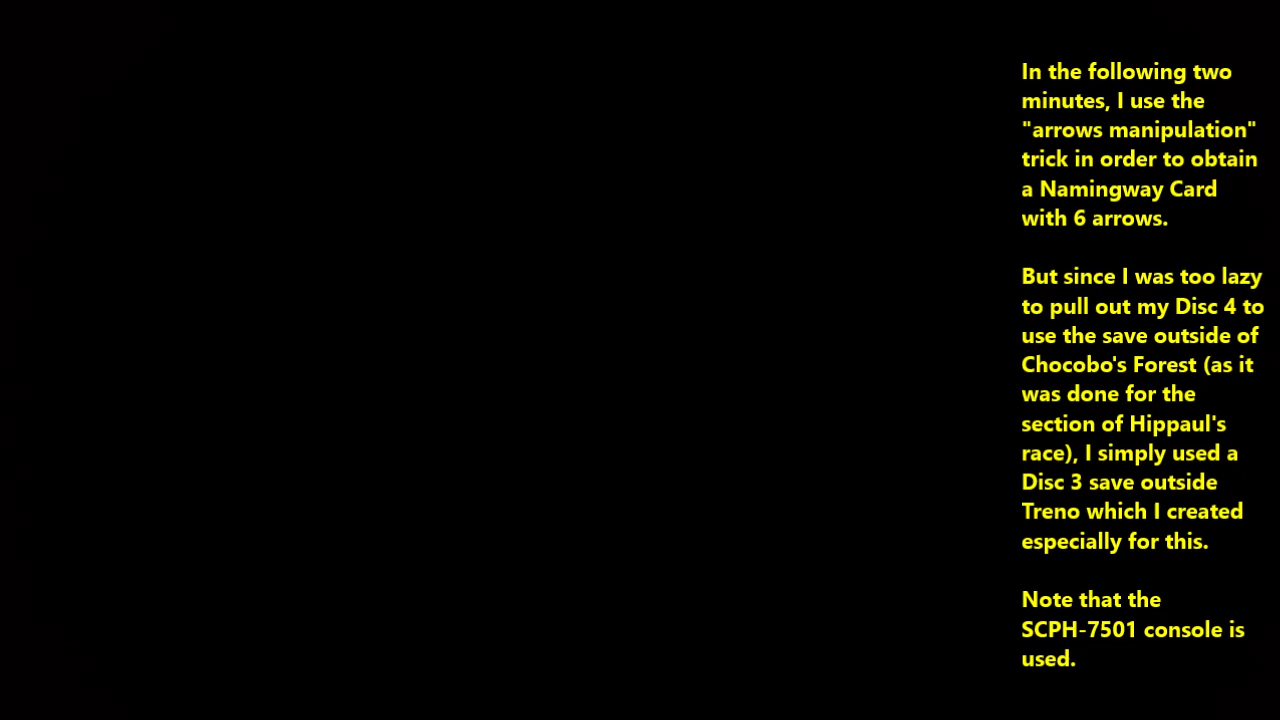 In the following two
minutes, I use the
"arrows manipulation"
trick in order to obtain
a Namingway Card
with 6 arrows.
But since I was too lazy
to pull out my Disc 4 to
use the save outside of
Chocobo's Forest (as it
was done for the
section of Hippaul's
race), I simply used a
Disc 3 save outside
Treno which I created
especially for this.
Note that the
SCPH-7501 console is
used.